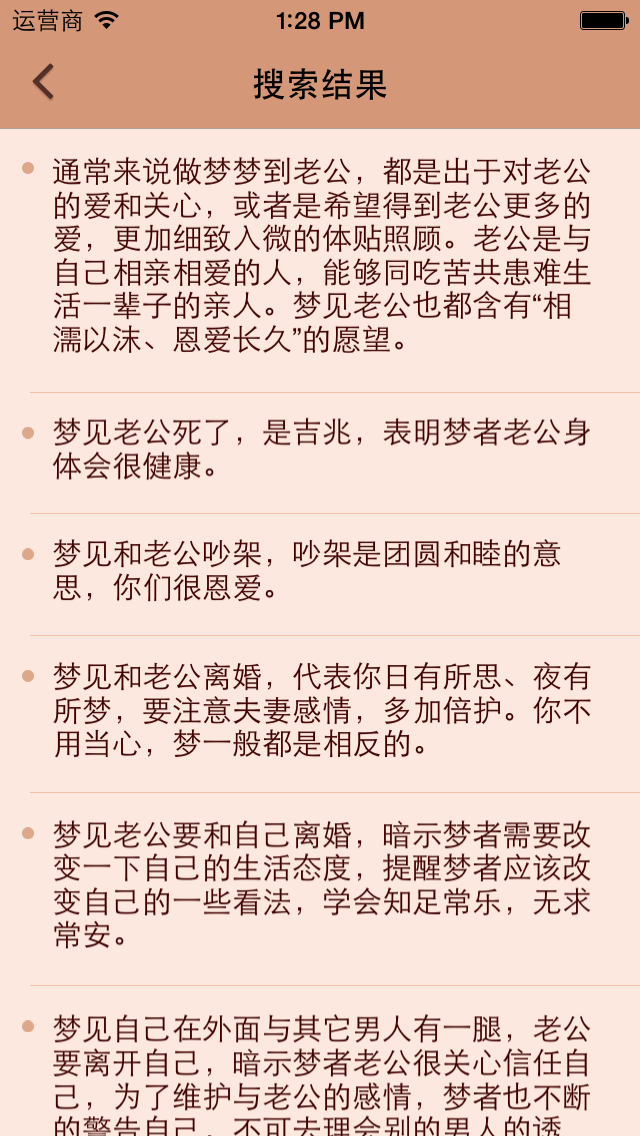 运营商 1:28 PM
搜索结果
通常来说做梦梦到老公，都是出于对老公
的爱和关心，或者是希望得到老公更多的
爱，更加细致入微的体贴照顾。老公是与
自己相亲相爱的人，能够同吃苦共患难生
活一辈子的亲人。梦见老公也都含有“相
濡以沫、恩爱长久”的愿望。
梦见老公死了，是吉兆，表明梦者老公身
体会很健康。
梦见和老公吵架，吵架是团圆和睦的意
思，你们很恩爱。
梦见和老公离婚，代表你日有所思、夜有
所梦，要注意夫妻感情，多加倍护。你不
用当心，梦一般都是相反的。
梦见老公要和自己离婚，暗示梦者需要改
变一下自己的生活态度，提醒梦者应该改
变自己的一些看法，学会知足常乐，无求
常安。
梦见自己在外面与其它男人有一腿，老公
要离开自己，暗示梦者老公很关心信任自
己，为了维护与老公的感情，梦者也不断
的警告自己，不可去理会别的男人的诱